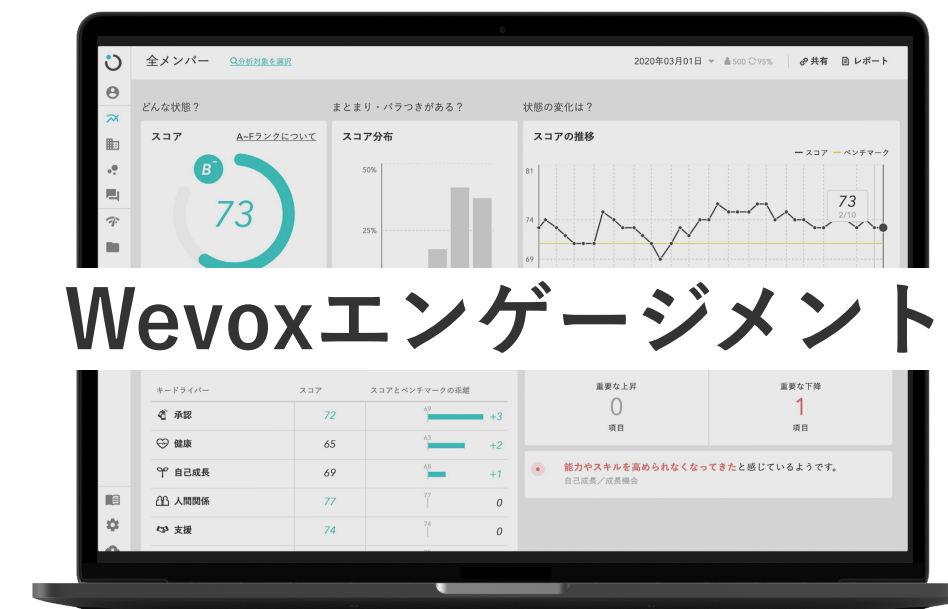 全メンバー
分析対象を選択
2020年03月01日
500
95%
共有
レポート
どんな状態？
まとまり・バラつきがある？
状態の変化は？
スコア
A~Fランクについて
スコア分布
スコアの推移
スコア
ベンチマーク
B-
73
50%
25%
81
74
69
73
2/10
Wevoxエンゲージメント
キードライバー
スコア
スコアとベンチマークの乖離
承認
72
69
+3
健康
65
63
+2
自己成長
69
68
+1
人間関係
77
77
0
支援
74
74
0
重要な上昇
0
項目
重要な下降
1
項目
能力やスキルを高められなくなってきたと感じているようです。
自己成長／成長機会